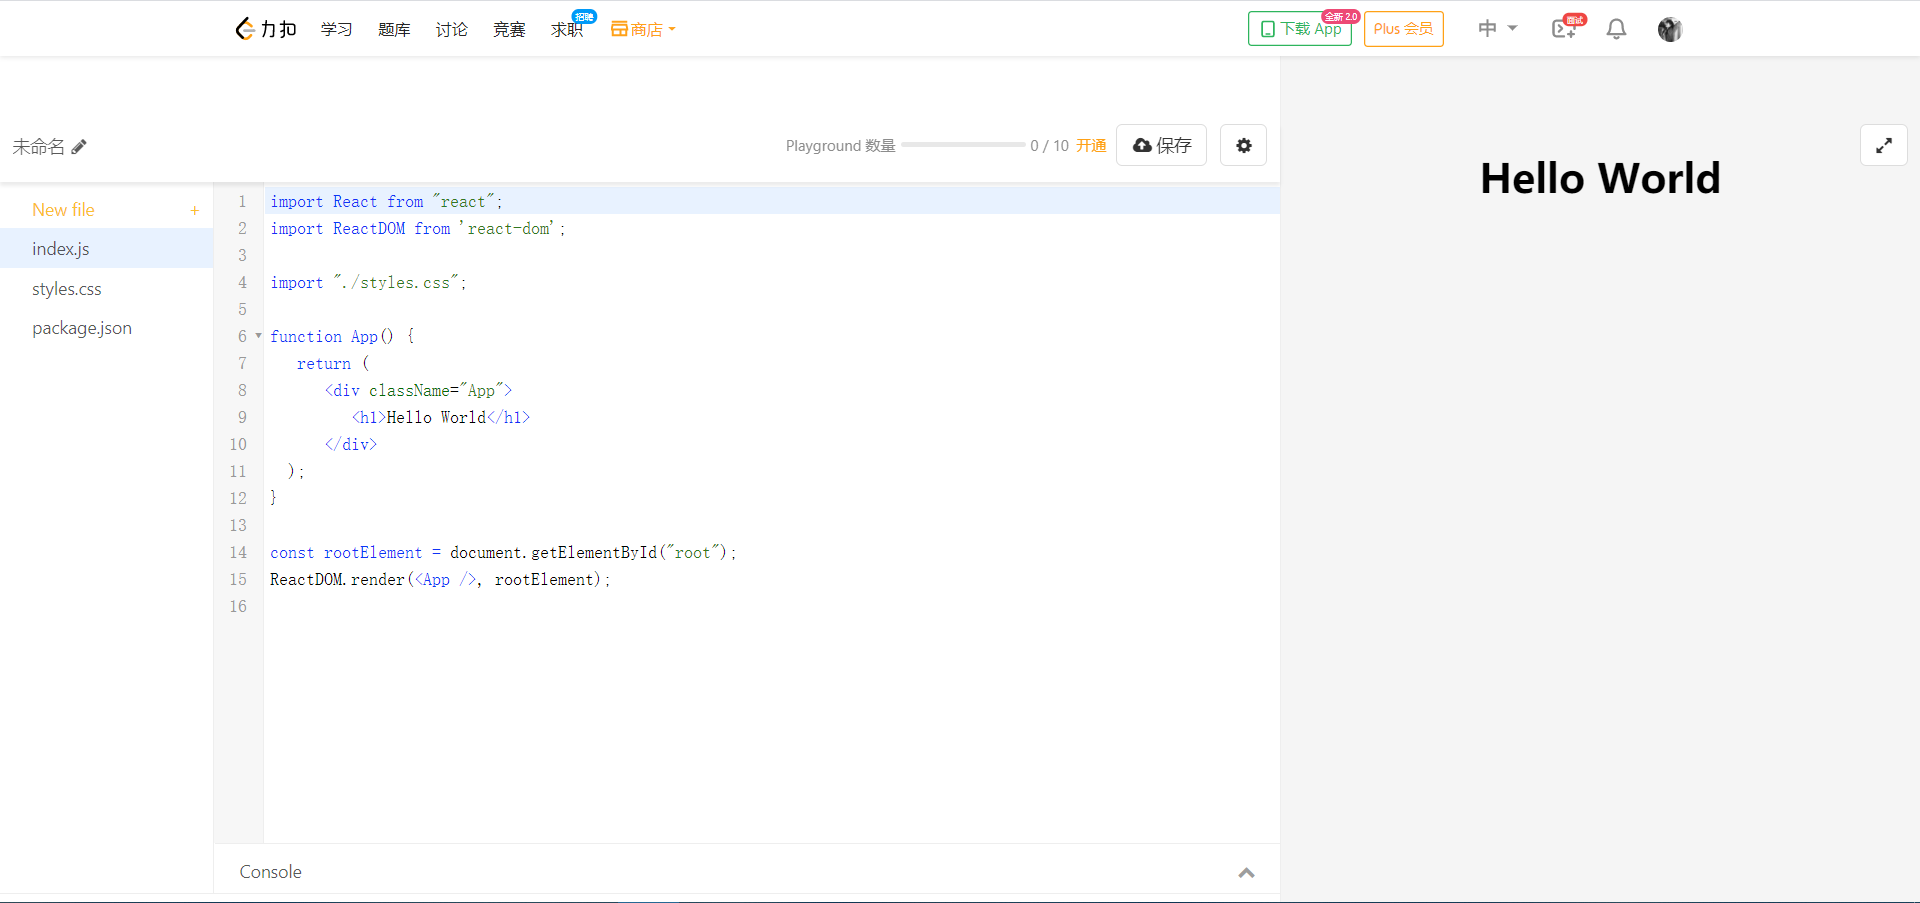 力扣 学习 题库 讨论 竞赛 求职 招聘 商店 下载 App 全新 2.0 Plus 会员 中 面试
未命名 Playground 数量 0 / 10 开通 保存
New file +
index.js
styles.css
package.json
1 import React from "react";
2 import ReactDOM from 'react-dom';
3
4 import "./styles.css";
5
6 function App() {
7 return (
8 <div className="App">
9 <h1>Hello World</h1>
10 </div>
11 );
12 }
13
14 const rootElement = document.getElementById("root");
15 ReactDOM.render(<App />, rootElement);
16
Console
Hello World